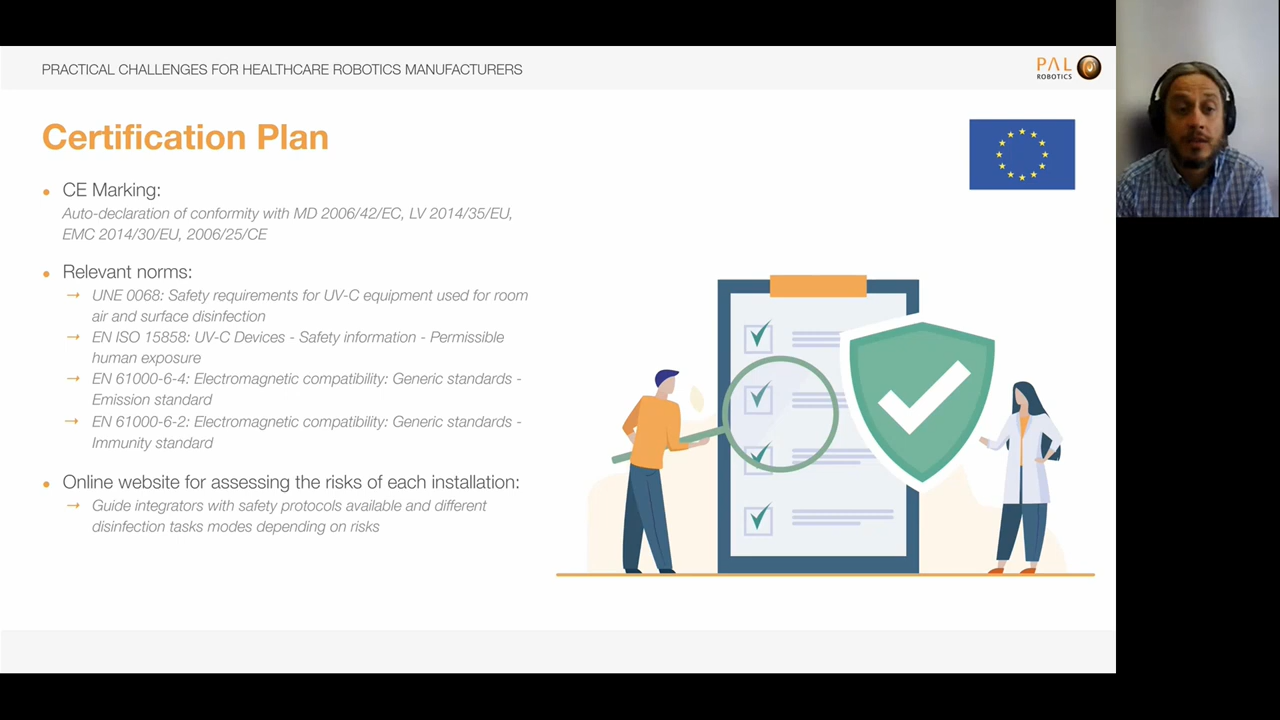 PRACTICAL CHALLENGES FOR HEALTHCARE ROBOTICS MANUFACTURERS
PAL
ROBOTICS
Certification Plan
CE Marking:
Auto-declaration of conformity with MD 2006/42/EC, LV 2014/35/EU,
EMC 2014/30/EU, 2006/25/CE
Relevant norms:
→ UNE 0068: Safety requirements for UV-C equipment used for room
air and surface disinfection
→ EN ISO 15858: UV-C Devices - Safety information - Permissible
human exposure
→ EN 61000-6-4: Electromagnetic compatibility: Generic standards -
Emission standard
→ EN 61000-6-2: Electromagnetic compatibility: Generic standards -
Immunity standard
Online website for assessing the risks of each installation:
→ Guide integrators with safety protocols available and different
disinfection tasks modes depending on risks